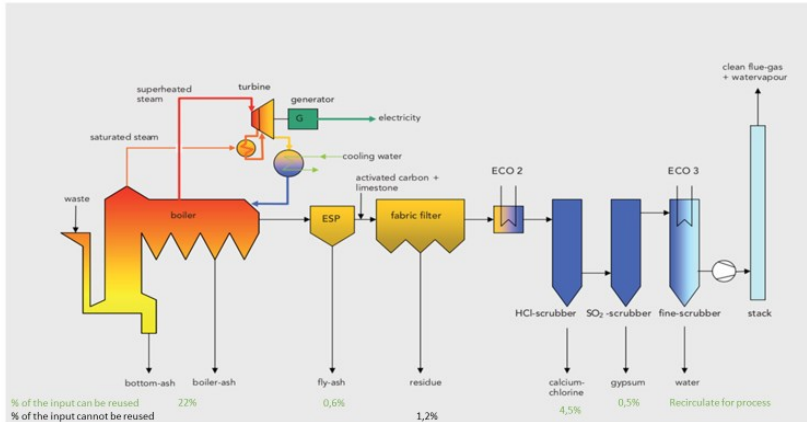 clean flue-gas
+ watervapour
superheated
steam
turbine
generator
G
electricity
saturated steam
cooling water
activated carbon +
limestone
ECO 2
ECO 3
waste
boiler
ESP
fabric filter
HCl-scrubber
SO₂ -scrubber
fine-scrubber
stack
bottom-ash
boiler-ash
fly-ash
residue
calcium-
chlorine
gypsum
water
% of the input can be reused
22%
0,6%
4,5%
0,5%
Recirculate for process
% of the input cannot be reused
1,2%